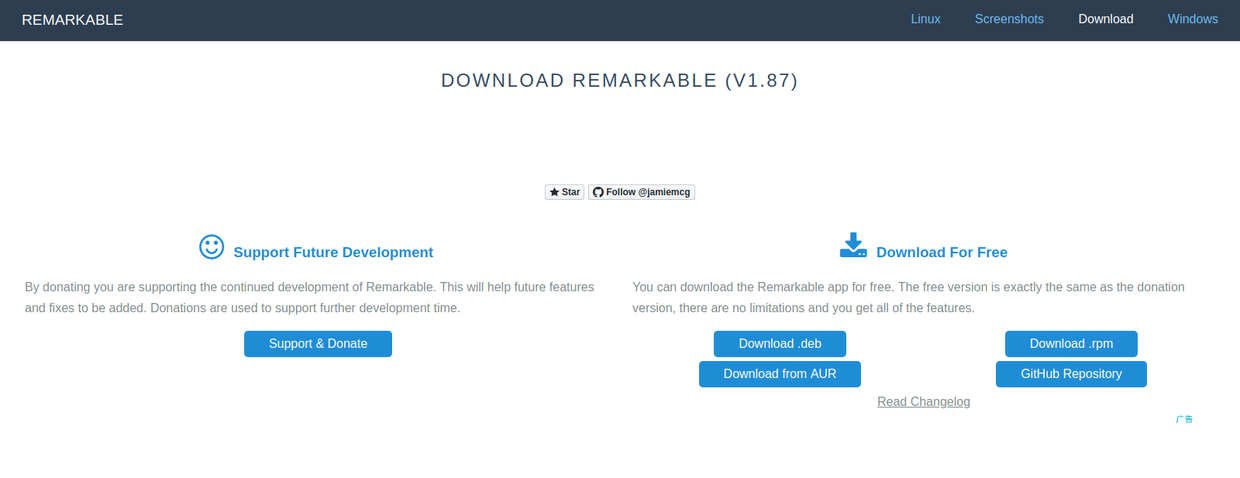 REMARKABLE
Linux
Screenshots
Download
Windows
DOWNLOAD REMARKABLE (V1.87)
Star
Follow @jamiemcg
Support Future Development
By donating you are supporting the continued development of Remarkable. This will help future features
and fixes to be added. Donations are used to support further development time.
Support & Donate
Download For Free
You can download the Remarkable app for free. The free version is exactly the same as the donation
version, there are no limitations and you get all of the features.
Download .deb
Download .rpm
Download from AUR
GitHub Repository
Read Changelog
广告